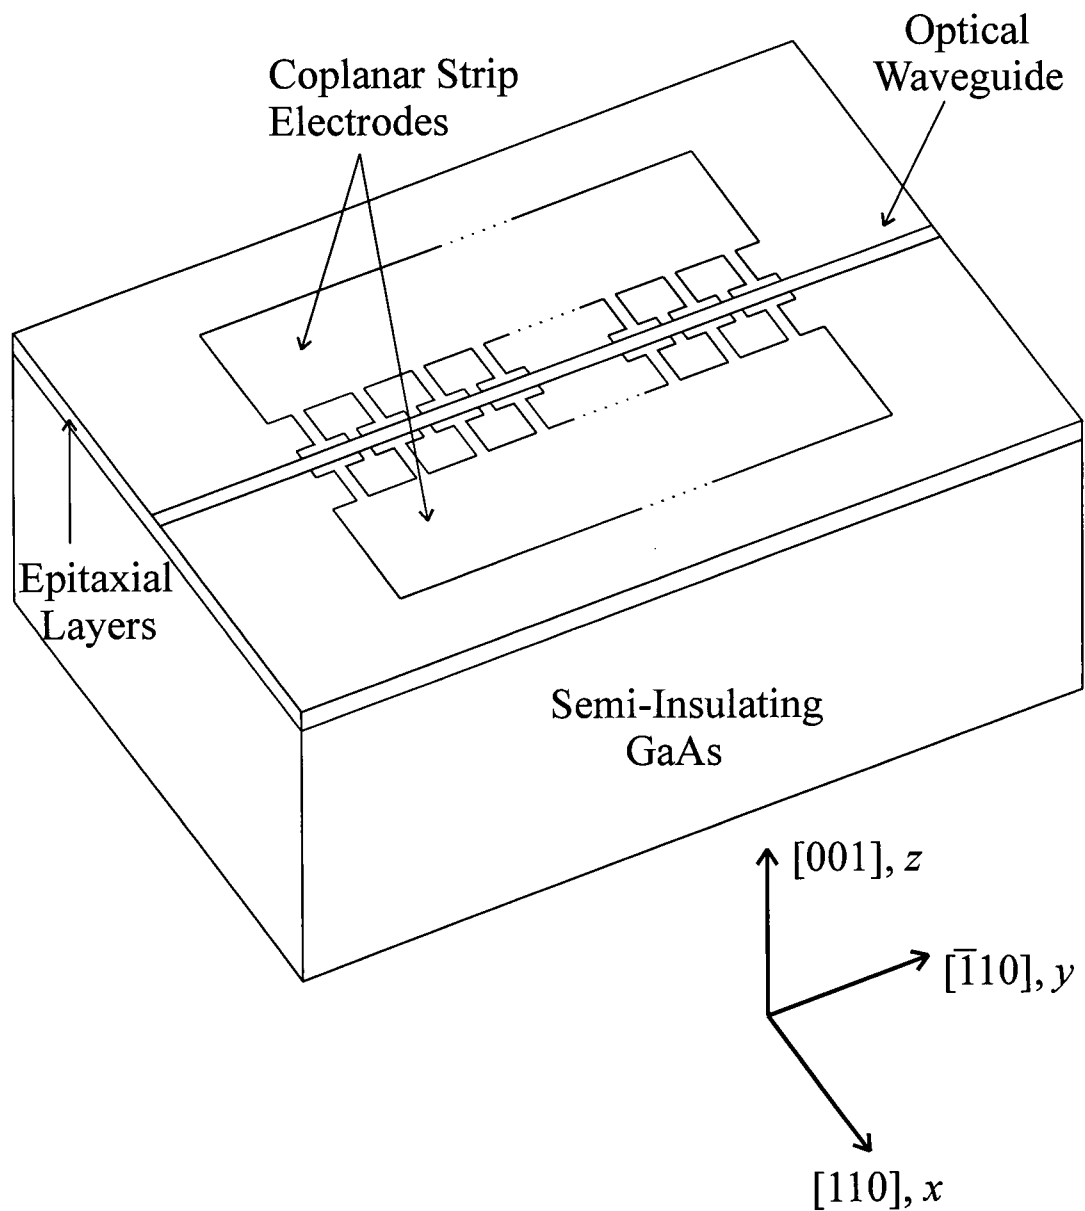 Optical
Waveguide
Coplanar Strip
Electrodes
Epitaxial
Layers
Semi-Insulating
GaAs
[001], z
[1̅10], y
[110], x